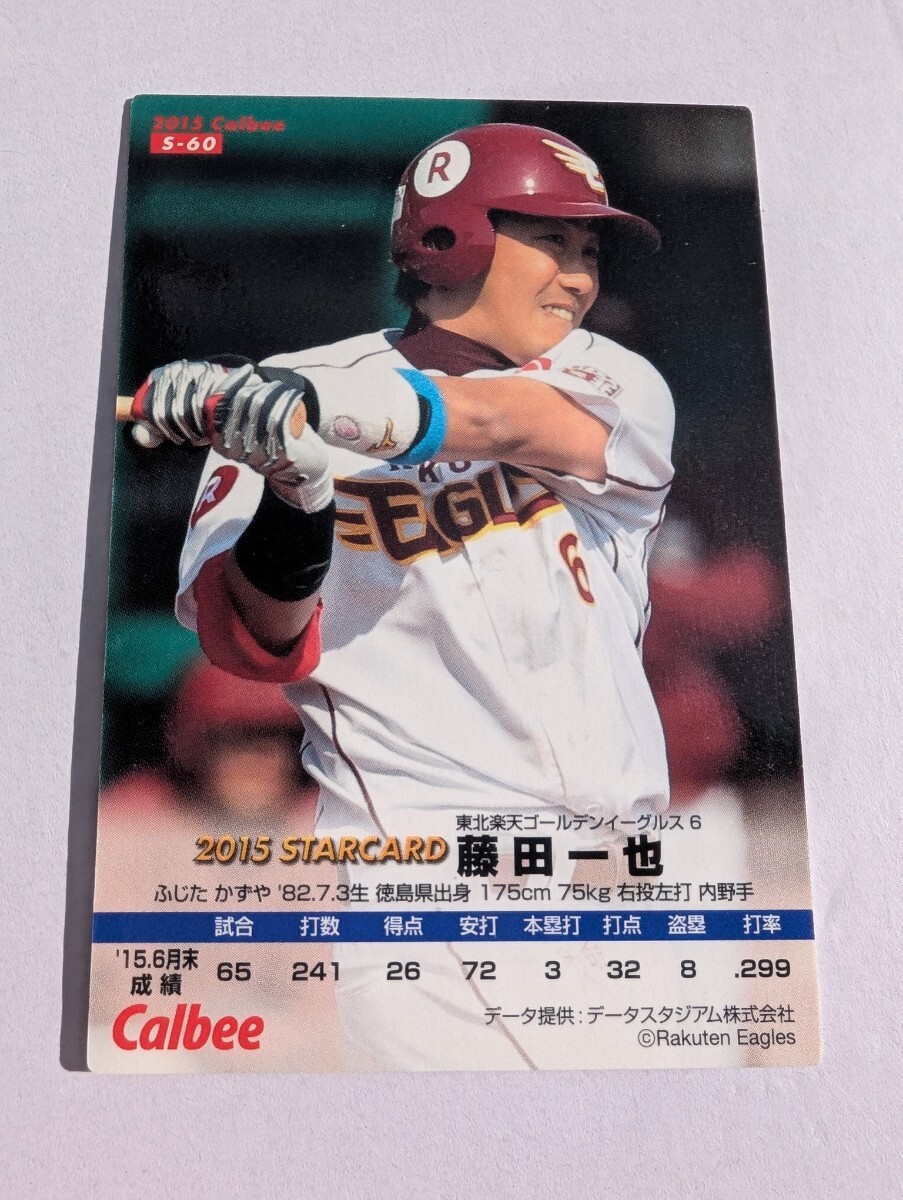 2015 Calbee
S-60
R
R
EAGLE
6
東北楽天ゴールデンイーグルス 6
2015 STARCARD 藤田一也
ふじた かずや '82.7.3生 徳島県出身 175cm 75kg 右投左打 内野手
試合 打数 得点 安打 本塁打 打点 盗塁 打率
'15.6月末成績 65 241 26 72 3 32 8 .299
Calbee
データ提供:データスタジアム株式会社
©Rakuten Eagles